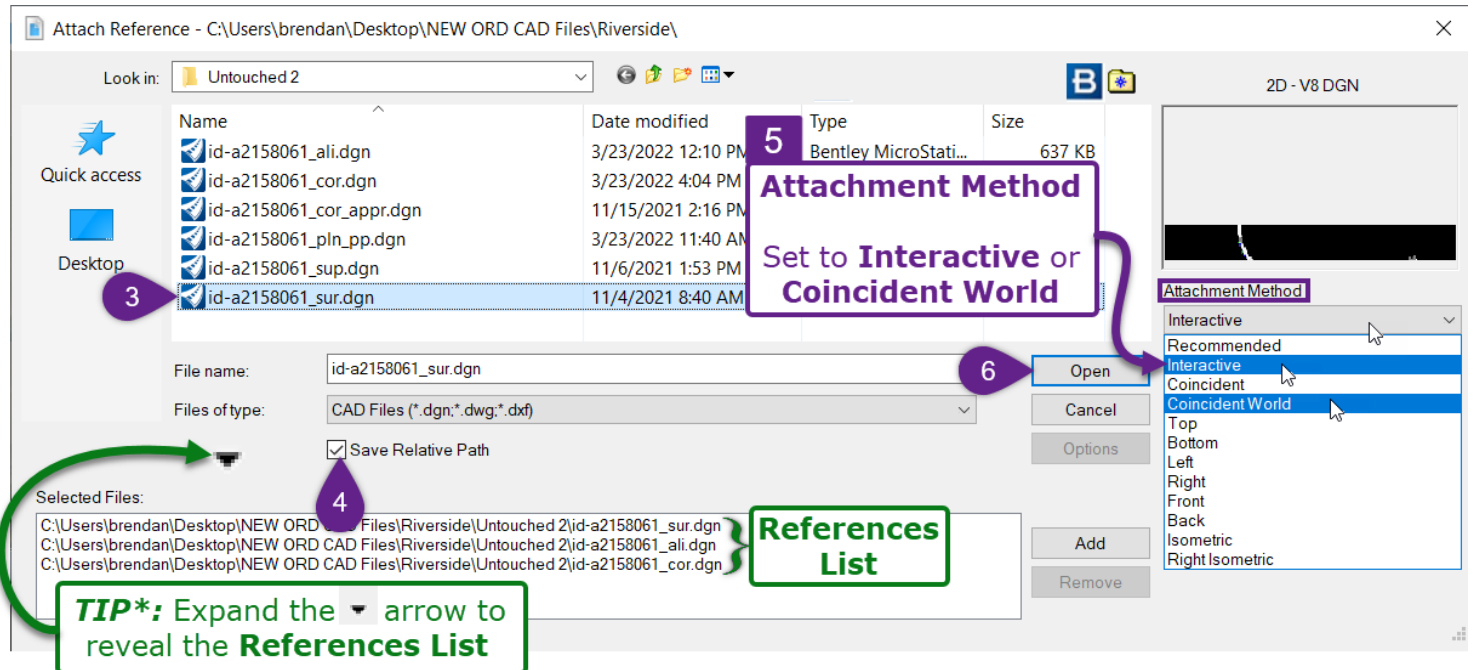 Attach Reference - C:\Users\brendan\Desktop\NEW ORD CAD Files\Riverside\
Look in: Untouched 2
2D - V8 DGN
Name Date modified Type Size
id-a2158061_ali.dgn 3/23/2022 12:10 PM Bentley MicroStati... 637 KB
id-a2158061_cor.dgn 3/23/2022 4:04 PM
id-a2158061_cor_appr.dgn 11/15/2021 2:16 PM
id-a2158061_pln_pp.dgn 3/23/2022 11:40 AM
id-a2158061_sup.dgn 11/6/2021 1:53 PM
id-a2158061_sur.dgn 11/4/2021 8:40 AM
Quick access
Desktop
3
5
Attachment Method
Set to Interactive or
Coincident World
Attachment Method
Interactive
Recommended
Interactive
Coincident
Coincident World
Top
Bottom
Left
Right
Front
Back
Isometric
Right Isometric
File name: id-a2158061_sur.dgn
6
Open
Files of type: CAD Files (*.dgn;*.dwg;*.dxf)
Cancel
Save Relative Path
Options
4
Selected Files:
C:\Users\brendan\Desktop\NEW ORD CAD Files\Riverside\Untouched 2\id-a2158061_sur.dgn
C:\Users\brendan\Desktop\NEW ORD CAD Files\Riverside\Untouched 2\id-a2158061_ali.dgn
C:\Users\brendan\Desktop\NEW ORD CAD Files\Riverside\Untouched 2\id-a2158061_cor.dgn
References
List
Add
Remove
TIP*: Expand the arrow to
reveal the References List